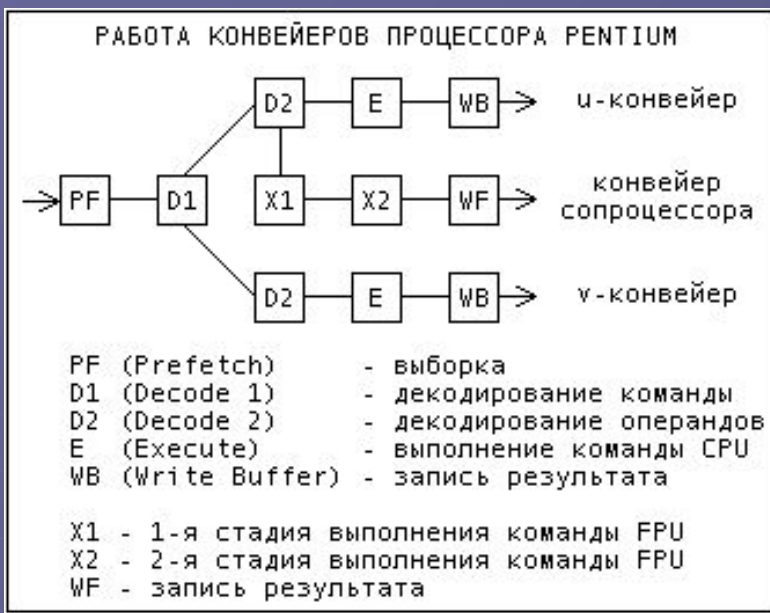 РАБОТА КОНВЕЙЕРОВ ПРОЦЕССОРА PENTIUM
D2 E WB u-конвейер
PF D1 X1 X2 WF конвейер
сопроцессора
D2 E WB v-конвейер
PF (Prefetch) - выборка
D1 (Decode 1) - декодирование команды
D2 (Decode 2) - декодирование операндов
E (Execute) - выполнение команды CPU
WB (Write Buffer) - запись результата
X1 - 1-я стадия выполнения команды FPU
X2 - 2-я стадия выполнения команды FPU
WF - запись результата